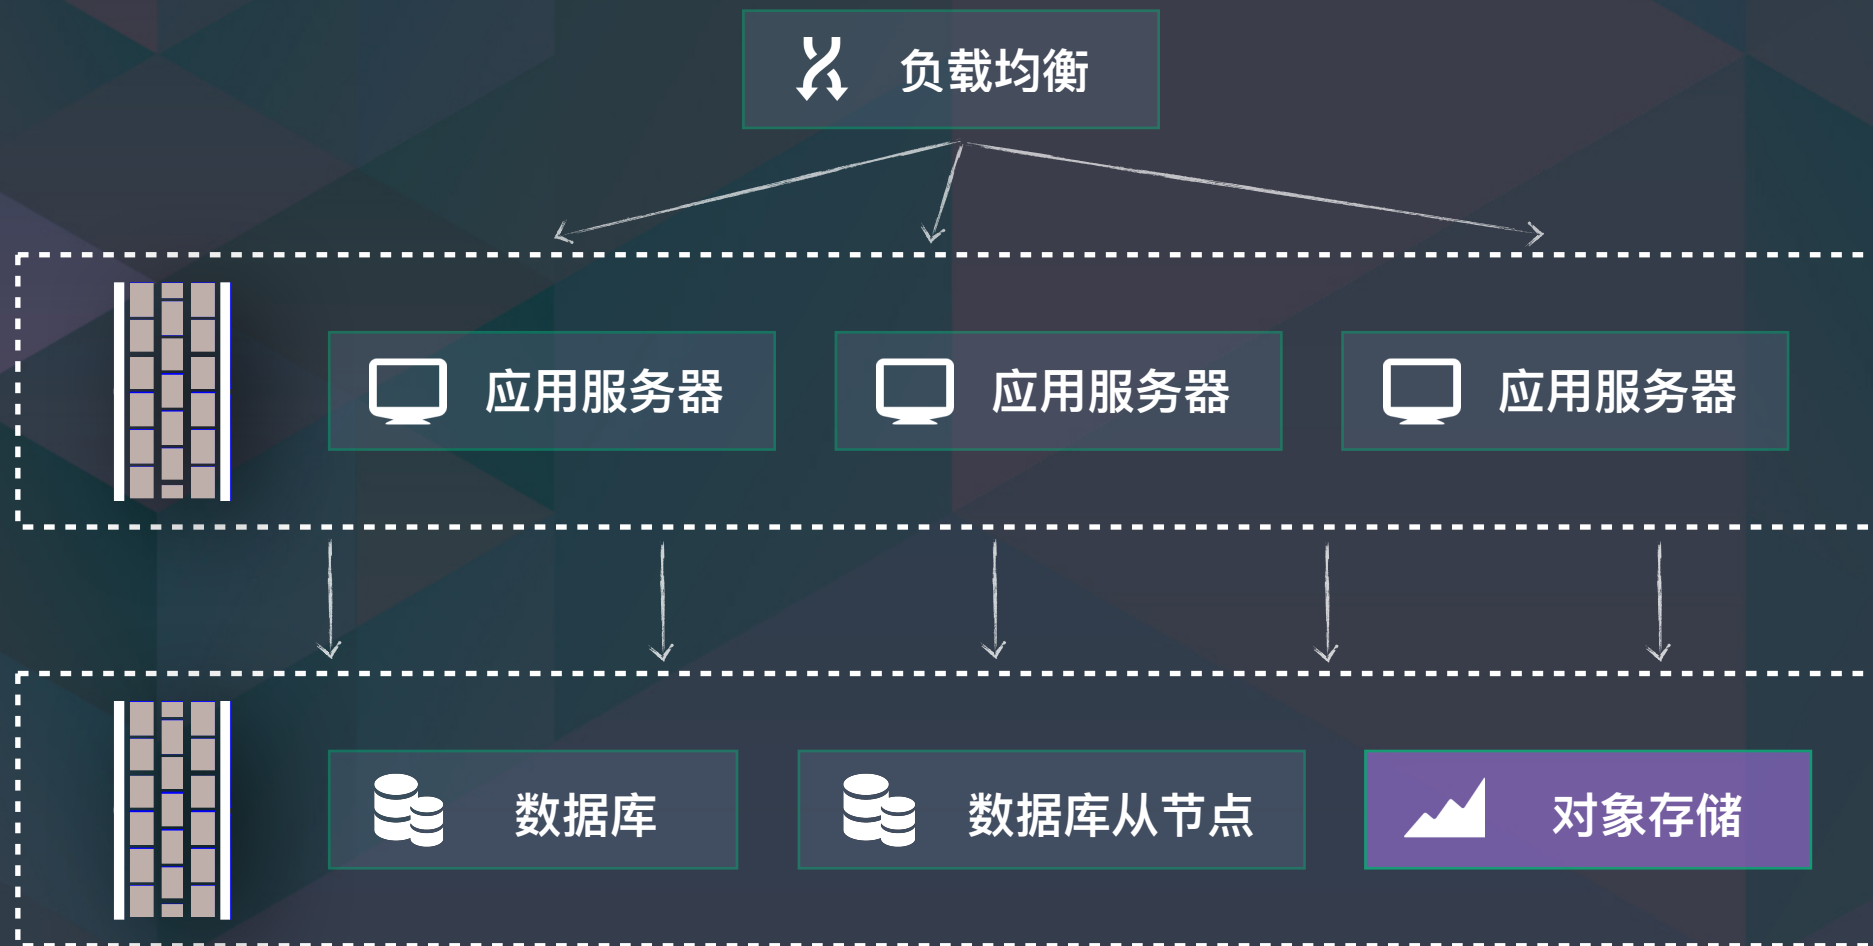 负载均衡
应用服务器
应用服务器
应用服务器
数据库
数据库从节点
对象存储